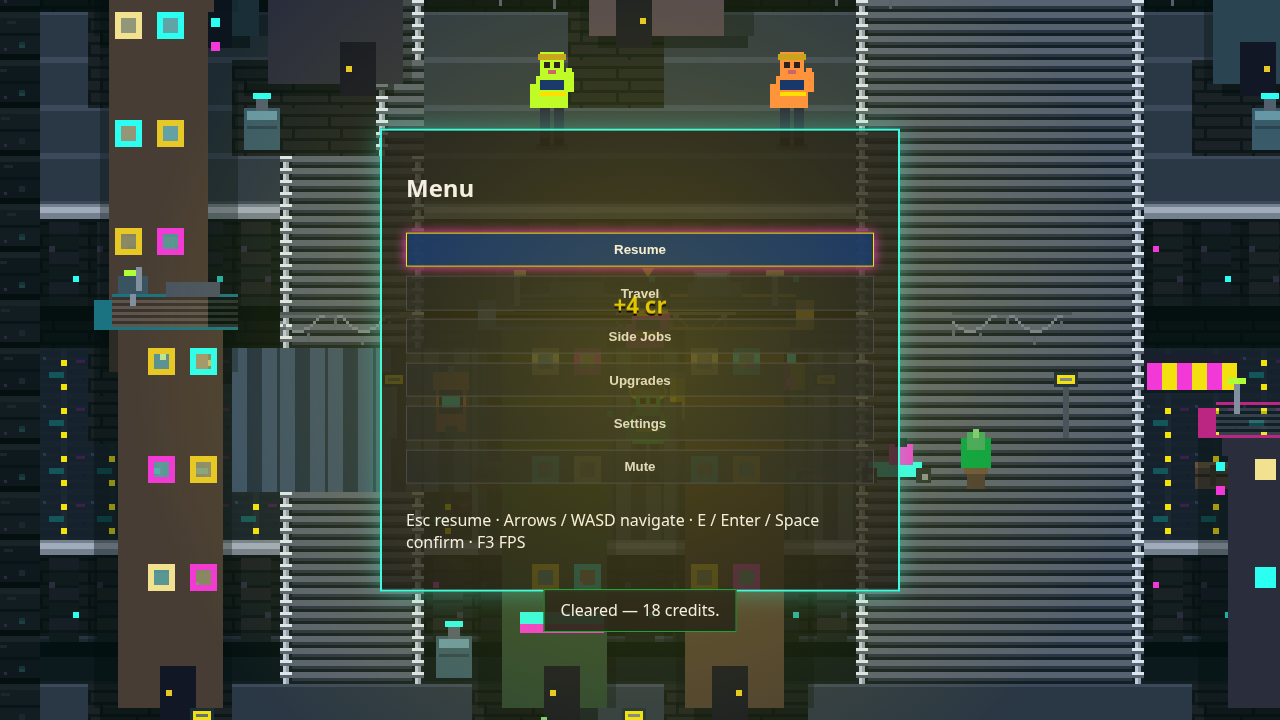 Menu
Resume
Travel
+4 cr
Side Jobs
Upgrades
Settings
Mute
Esc resume · Arrows / WASD navigate · E / Enter / Space
confirm · F3 FPS
Cleared — 18 credits.